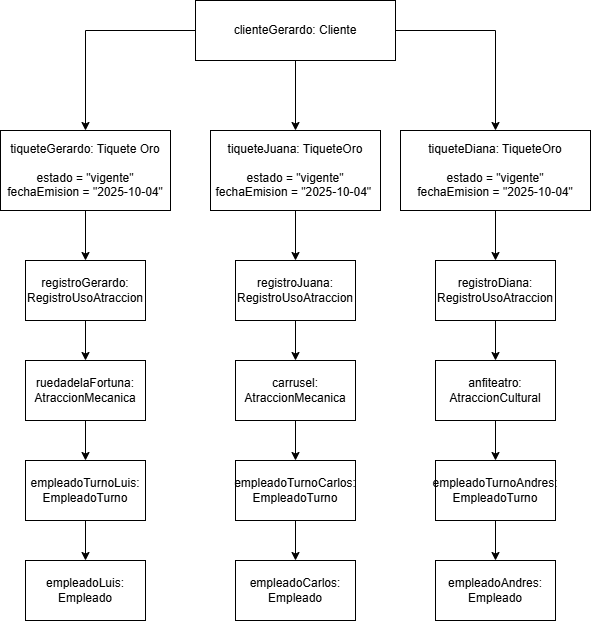 clienteGerardo: Cliente
tiqueteGerardo: Tiquete Oro
estado = "vigente"
fechaEmision = "2025-10-04"
tiqueteJuana: TiqueteOro
estado = "vigente"
fechaEmision = "2025-10-04"
tiqueteDiana: TiqueteOro
estado = "vigente"
fechaEmision = "2025-10-04"
registroGerardo:
RegistroUsoAtraccion
registroJuana:
RegistroUsoAtraccion
registroDiana:
RegistroUsoAtraccion
ruedadelaFortuna:
AtraccionMecanica
carrusel:
AtraccionMecanica
anfiteatro:
AtraccionCultural
empleadoTurnoLuis:
EmpleadoTurno
empleadoTurnoCarlos:
EmpleadoTurno
empleadoTurnoAndres:
EmpleadoTurno
empleadoLuis:
Empleado
empleadoCarlos:
Empleado
empleadoAndres:
Empleado